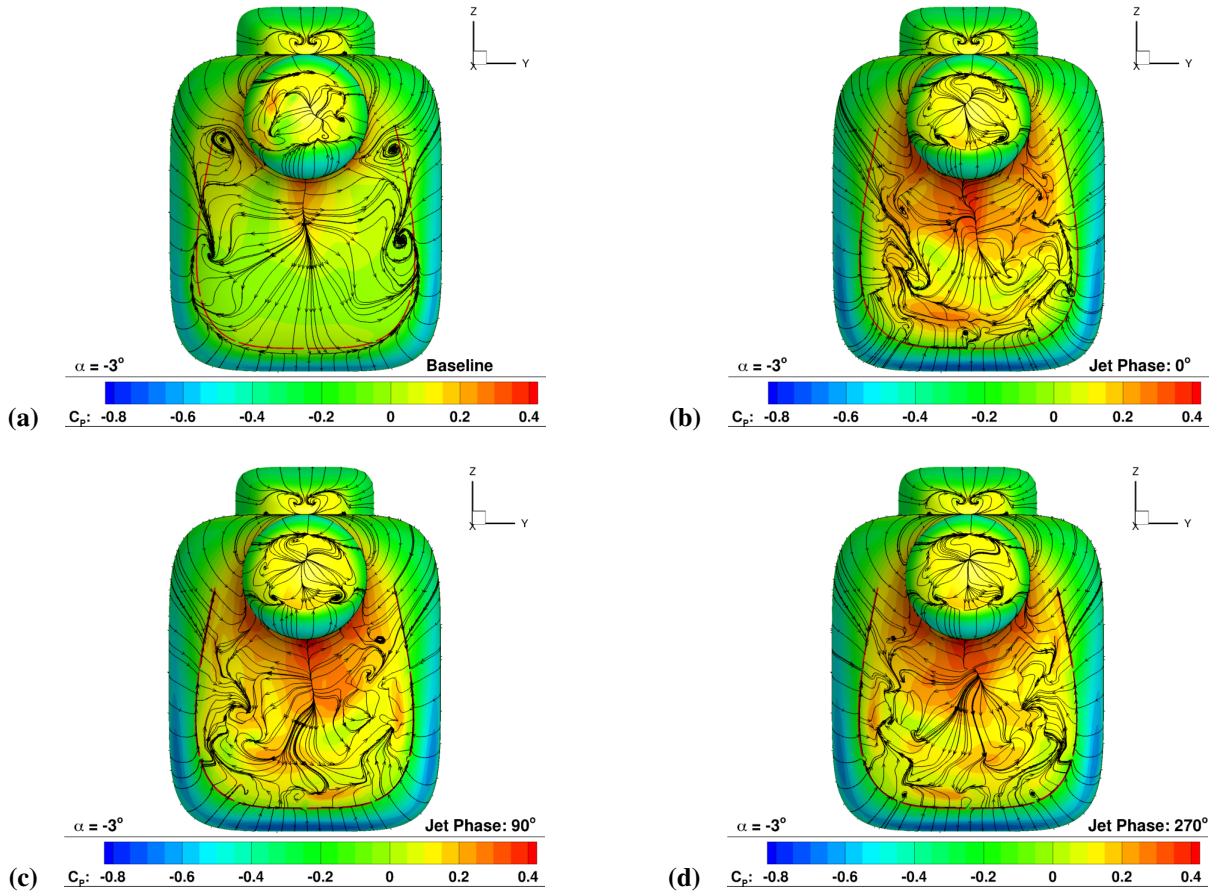 Z
X Y
α = -3° Baseline
(a) Cₚ: -0.8 -0.6 -0.4 -0.2 0 0.2 0.4
Z
X Y
α = -3° Jet Phase: 0°
(b) Cₚ: -0.8 -0.6 -0.4 -0.2 0 0.2 0.4
Z
X Y
α = -3° Jet Phase: 90°
(c) Cₚ: -0.8 -0.6 -0.4 -0.2 0 0.2 0.4
Z
X Y
α = -3° Jet Phase: 270°
(d) Cₚ: -0.8 -0.6 -0.4 -0.2 0 0.2 0.4